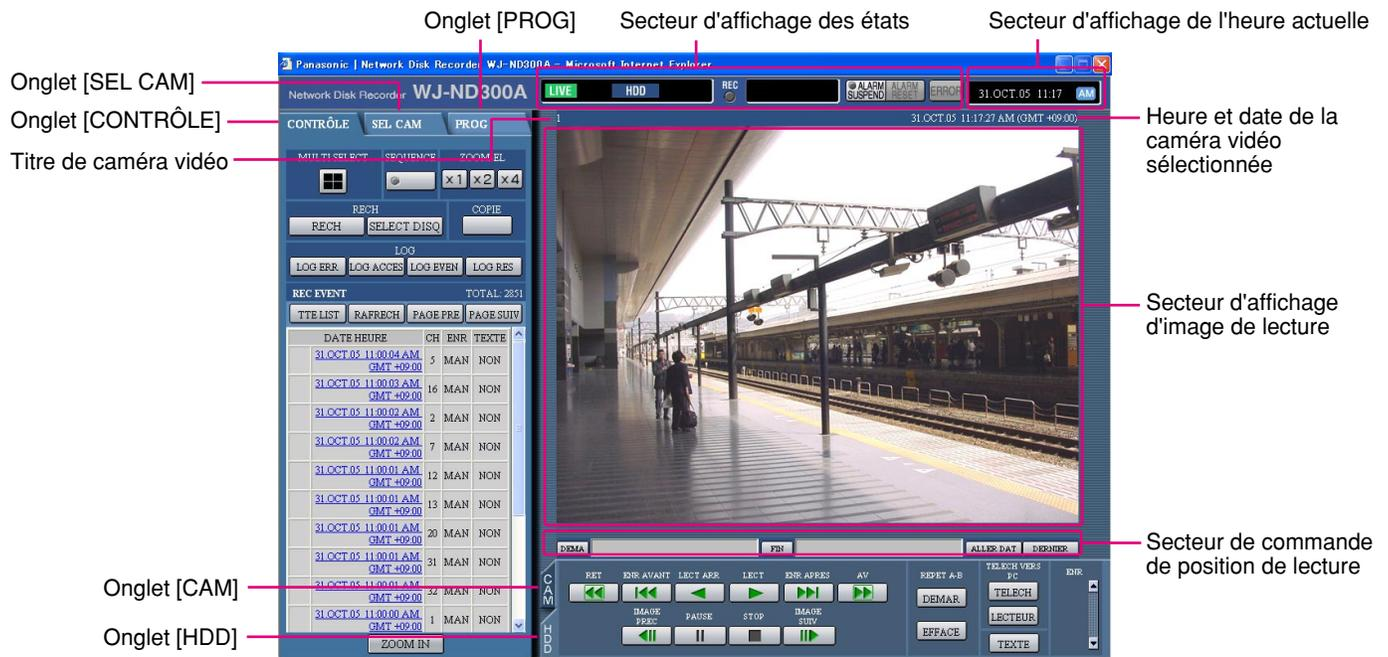 Onglet [PROG]
Secteur d'affichage des états
Secteur d'affichage de l'heure actuelle
Onglet [SEL CAM]
Onglet [CONTRÔLE]
Titre de caméra vidéo
Panasonic | Network Disk Recorder WJ-ND300A - Microsoft Internet Explorer
Network Disk Recorder WJ-ND300A
LIVE HDD REC ALARM SUSPEND ALARM RESET ERROR 31.OCT.05 11:17 AM
CONTRÔLE SEL CAM PROG
1 31.OCT.05 11:17:27 AM (GMT +09:00)
Heure et date de la
caméra vidéo
sélectionnée
MULTI SELECT SEQUENCE ZOOM EL
x1 x2 x4
RECH COPIE
RECH SELECT DISQ
LOG
LOG ERR LOG ACCES LOG EVEN LOG RES
REC EVENT TOTAL: 2851
TTE LIST RAFRECH PAGE PRE PAGE SUIV
DATE HEURE CH ENR TEXTE
31.OCT.05 11:00:04 AM GMT +09:00 5 MAN NON
31.OCT.05 11:00:03 AM GMT +09:00 16 MAN NON
31.OCT.05 11:00:02 AM GMT +09:00 2 MAN NON
31.OCT.05 11:00:02 AM GMT +09:00 7 MAN NON
31.OCT.05 11:00:01 AM GMT +09:00 12 MAN NON
31.OCT.05 11:00:01 AM GMT +09:00 13 MAN NON
31.OCT.05 11:00:01 AM GMT +09:00 20 MAN NON
31.OCT.05 11:00:01 AM GMT +09:00 31 MAN NON
31.OCT.05 11:00:01 AM GMT +09:00 32 MAN NON
31.OCT.05 11:00:00 AM GMT +09:00 1 MAN NON
ZOOM IN
Secteur d'affichage
d'image de lecture
DEMA FIN ALLER DAT DERNIER
Secteur de commande
de position de lecture
Onglet [CAM]
Onglet [HDD]
CAM
HDD
RET ENR AVANT LECT ARR LECT ENR APRES AV
IMAGE PREC PAUSE STOP IMAGE SUIV
REPET A-B
DEMAR
EFFACE
TELECH VERS PC
TELECH
LECTEUR
TEXTE
ENR